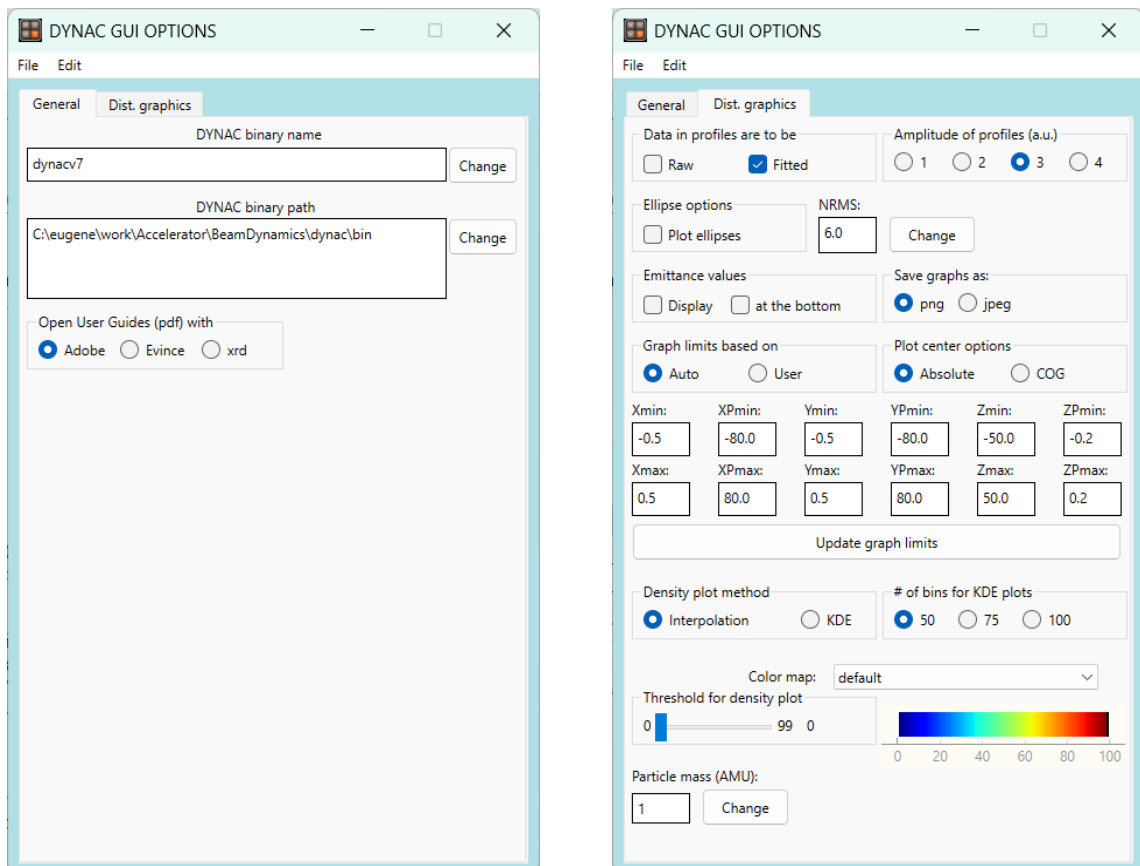 DYNAC GUI OPTIONS
File Edit
General Dist. graphics
DYNAC binary name
dynacv7 Change
DYNAC binary path
C:\eugene\work\Accelerator\BeamDynamics\dynac\bin Change
Open User Guides (pdf) with
Adobe Evince xrd
DYNAC GUI OPTIONS
File Edit
General Dist. graphics
Data in profiles are to be Amplitude of profiles (a.u.)
Raw Fitted 1 2 3 4
Ellipse options NRMS:
Plot ellipses 6.0 Change
Emittance values Save graphs as:
Display at the bottom png jpeg
Graph limits based on Plot center options
Auto User Absolute COG
Xmin: XPmin: Ymin: YPmin: Zmin: ZPmin:
-0.5 -80.0 -0.5 -80.0 -50.0 -0.2
Xmax: XPmax: Ymax: YPmax: Zmax: ZPmax:
0.5 80.0 0.5 80.0 50.0 0.2
Update graph limits
Density plot method # of bins for KDE plots
Interpolation KDE 50 75 100
Color map: default
Threshold for density plot
0 99 0
0 20 40 60 80 100
Particle mass (AMU):
1 Change